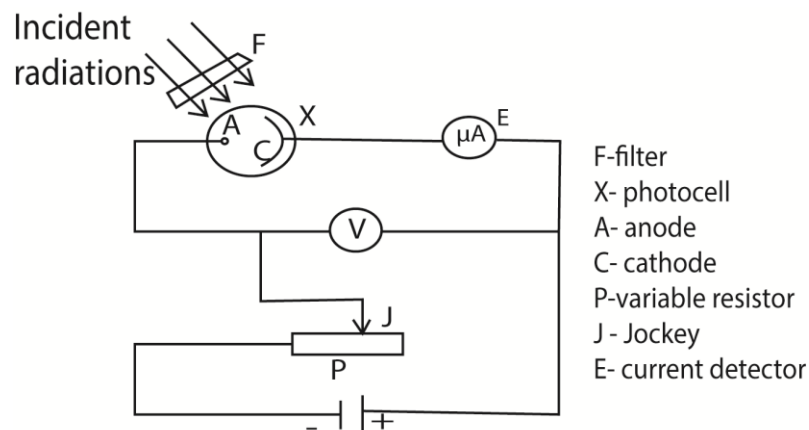 Incident
radiations
F
A
X
C
μA
E
V
J
P
-
+
F-filter
X- photocell
A- anode
C- cathode
P-variable resistor
J - Jockey
E- current detector